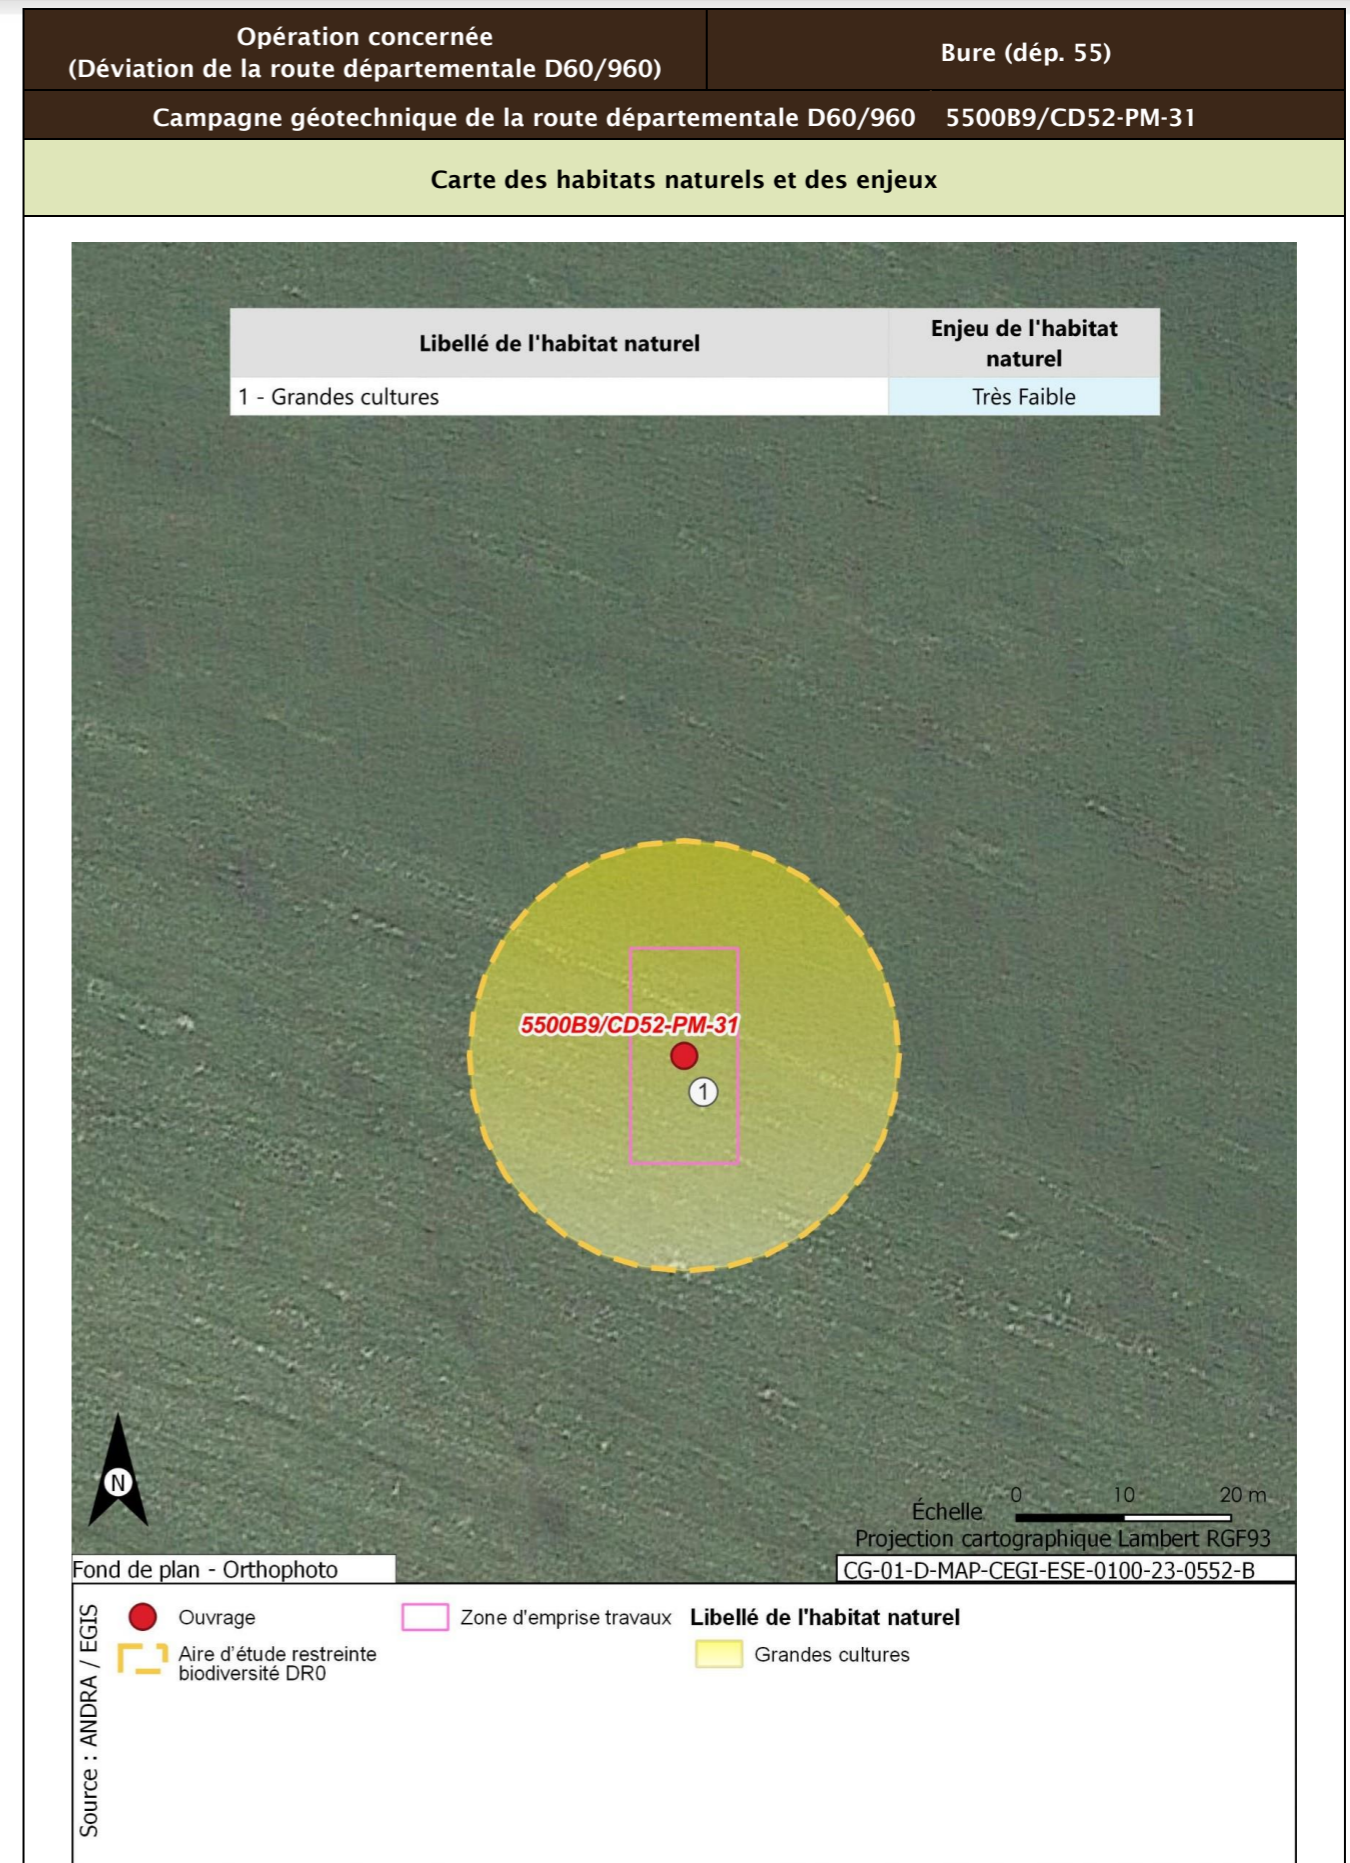 Opération concernée
(Déviation de la route départementale D60/960)
Bure (dép. 55)
Campagne géotechnique de la route départementale D60/960 5500B9/CD52-PM-31
Carte des habitats naturels et des enjeux
Libellé de l'habitat naturel
Enjeu de l'habitat
naturel
1 - Grandes cultures
Très Faible
5500B9/CD52-PM-31
1
N
0 10 20 m
Échelle
Projection cartographique Lambert RGF93
Fond de plan - Orthophoto
CG-01-D-MAP-CEGI-ESE-0100-23-0552-B
Source : ANDRA / EGIS
Ouvrage
Aire d'étude restreinte
biodiversité DR0
Zone d'emprise travaux
Libellé de l'habitat naturel
Grandes cultures